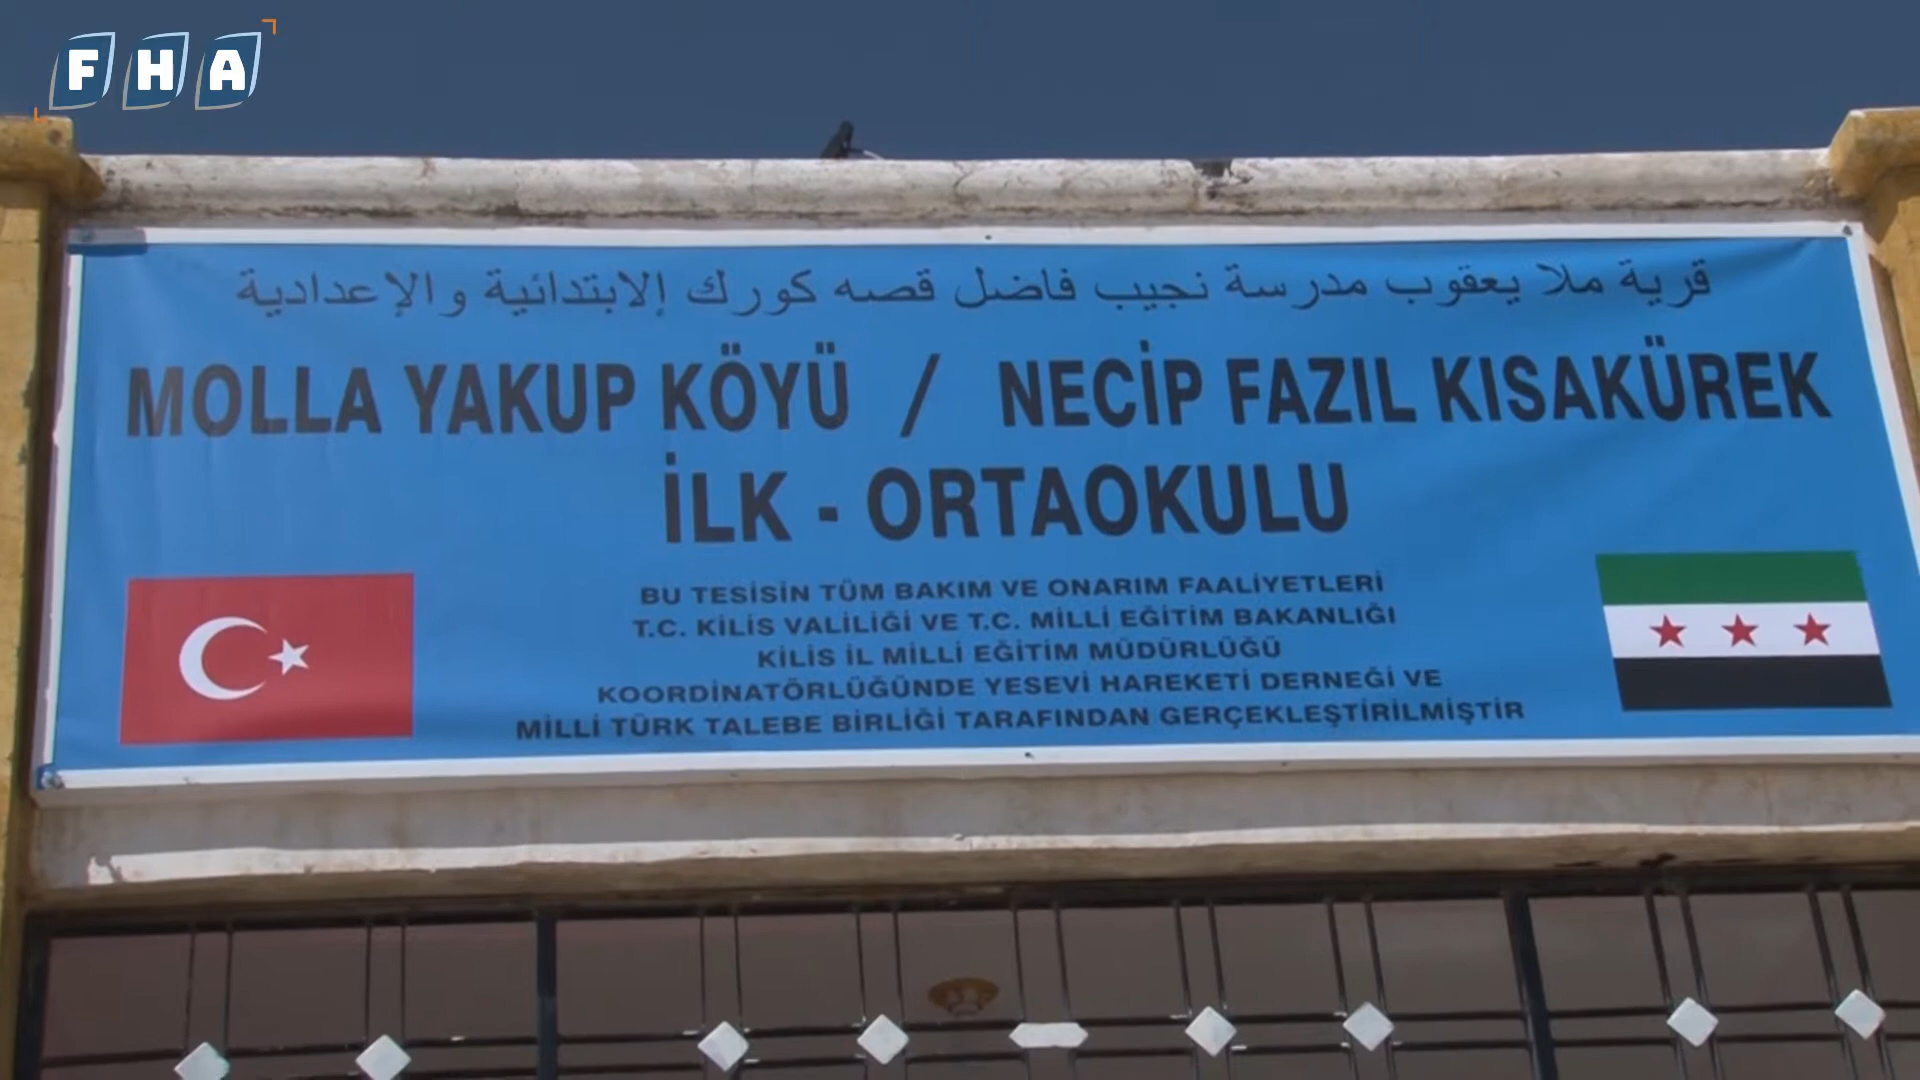 FHA
قرية ملا يعقوب مدرسة نجيب فاضل قصه كورك الابتدائية والإعدادية
MOLLA YAKUP KÖYÜ / NECİP FAZIL KISAKÜREK
İLK - ORTAOKULU
BU TESİSİN TÜM BAKIM VE ONARIM FAALİYETLERİ
T.C. KİLİS VALİLİĞİ VE T.C. MİLLİ EĞİTİM BAKANLIĞI
KİLİS İL MİLLİ EĞİTİM MÜDÜRLÜĞÜ
KOORDİNATÖRLÜĞÜNDE YESEVİ HAREKETİ DERNEĞİ VE
MİLLİ TÜRK TALEBE BİRLİĞİ TARAFINDAN GERÇEKLEŞTİRİLMİŞTİR